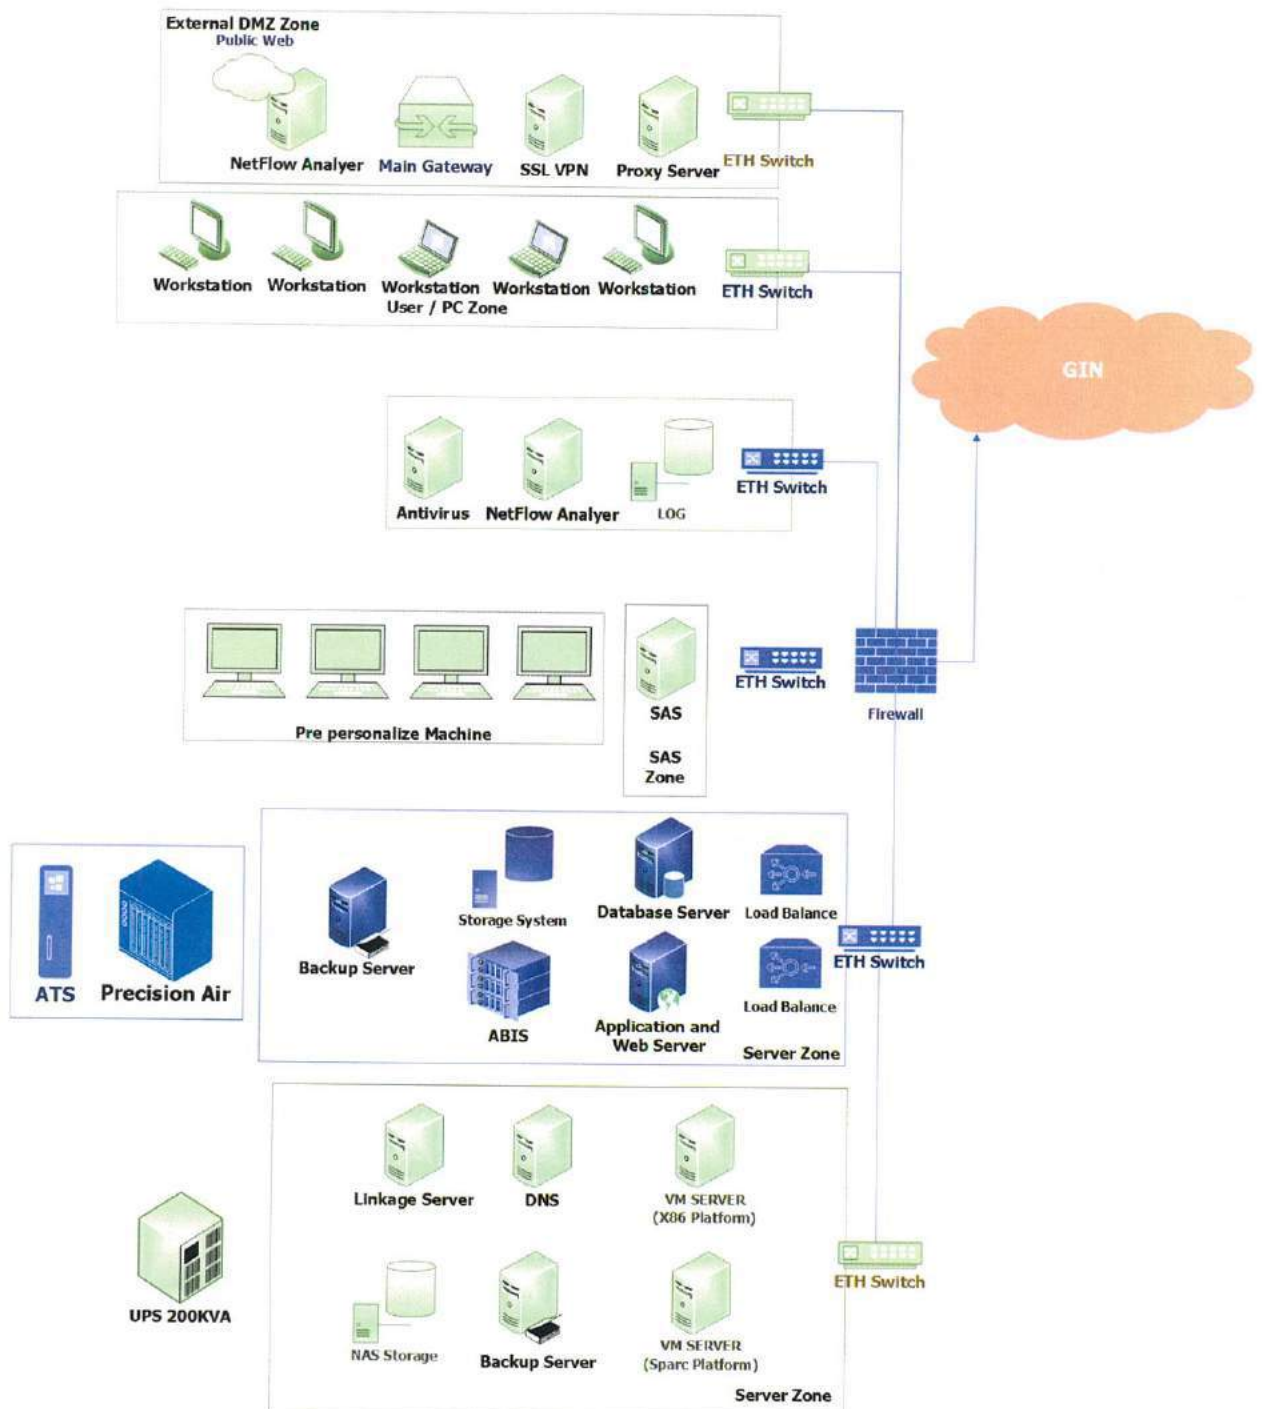 External DMZ Zone
Public Web
NetFlow Analyer
Main Gateway
SSL VPN
Proxy Server
ETH Switch
Workstation
Workstation
Workstation
Workstation
Workstation
User / PC Zone
ETH Switch
GIN
Antivirus
NetFlow Analyer
LOG
ETH Switch
Pre personalize Machine
SAS
SAS
Zone
ETH Switch
Firewall
ATS
Precision Air
Backup Server
Storage System
Database Server
Load Balance
ABIS
Application and
Web Server
Load Balance
Server Zone
ETH Switch
UPS 200KVA
Linkage Server
DNS
VM SERVER
(X86 Platform)
NAS Storage
Backup Server
VM SERVER
(Sparc Platform)
Server Zone
ETH Switch